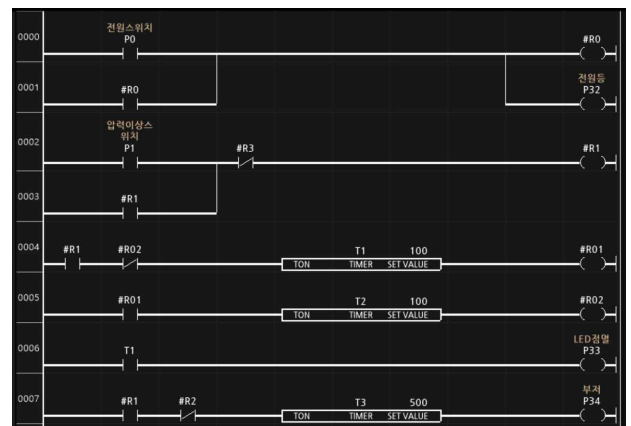 전원스위치
0000 P0 #R0
전원등
0001 #R0 P32
압력이상스
위치
0002 P1 #R3 #R1
0003 #R1
0004 #R1 #R02 T1 100 #R01
TON TIMER SET VALUE
0005 #R01 T2 100 #R02
TON TIMER SET VALUE
LED점멸
0006 T1 P33
부저
0007 #R1 #R2 T3 500 P34
TON TIMER SET VALUE